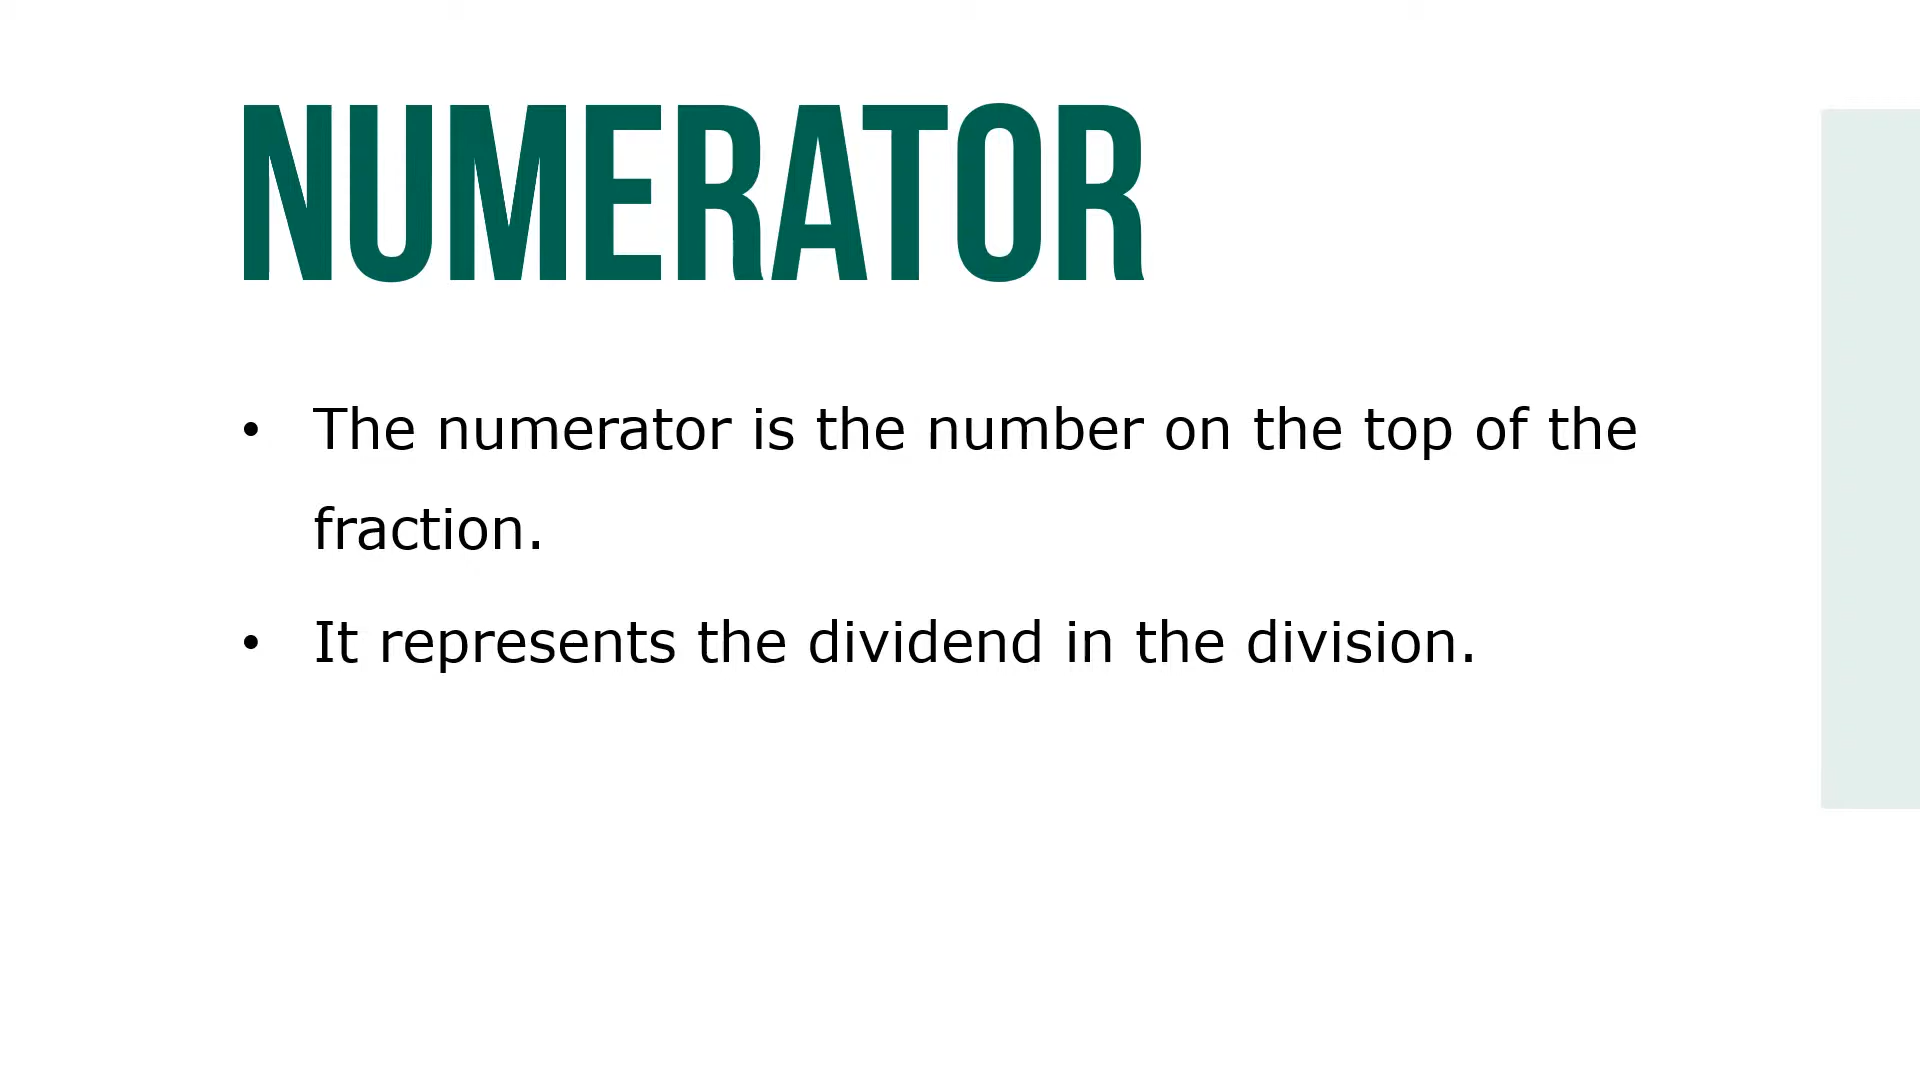 NUMERATOR
• The numerator is the number on the top of the
fraction.
• It represents the dividend in the division.